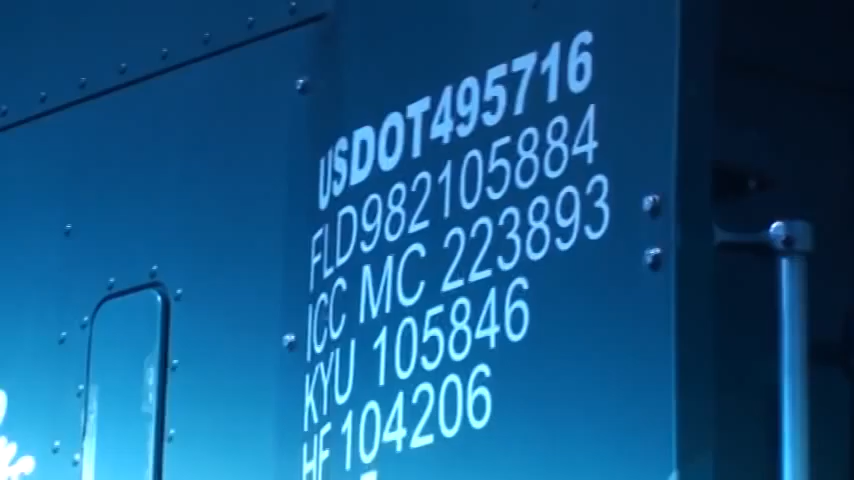 USDOT495716
FLD982105884
ICC MC 223893
KYU 105846
HF 104206